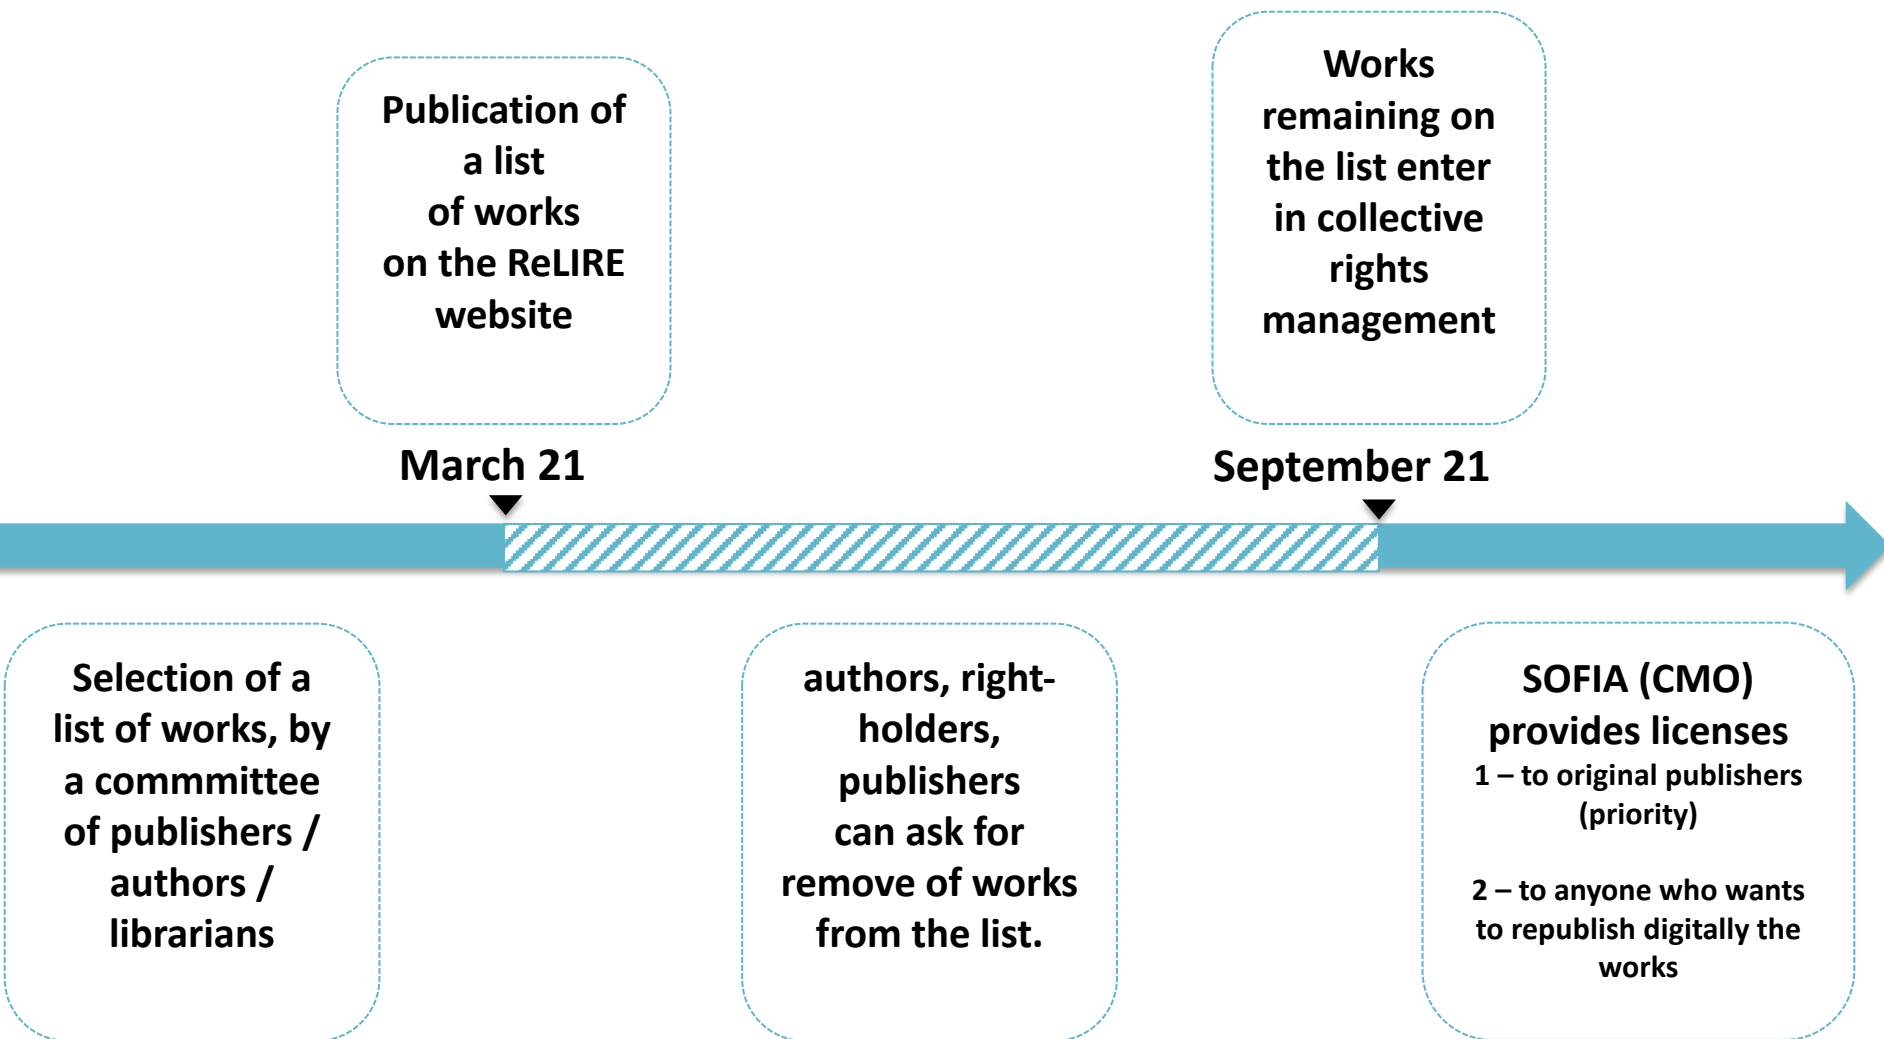 Publication of
a list
of works
on the ReLIRE
website
Works
remaining on
the list enter
in collective
rights
management
March 21
September 21
Selection of a
list of works, by
a commmittee
of publishers /
authors /
librarians
authors, right-
holders,
publishers
can ask for
remove of works
from the list.
SOFIA (CMO)
provides licenses
1 – to original publishers
(priority)
2 – to anyone who wants
to republish digitally the
works